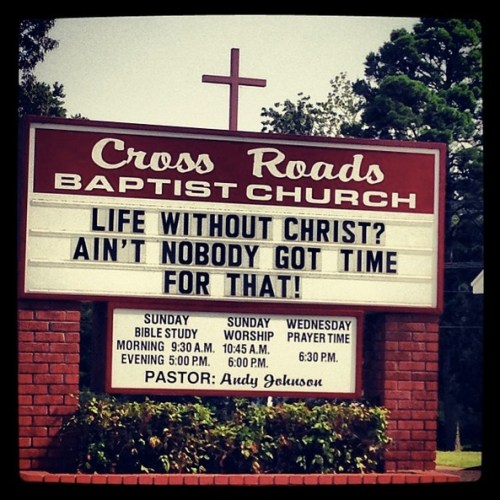 Cross Roads
BAPTIST CHURCH
LIFE WITHOUT CHRIST?
AIN'T NOBODY GOT TIME
FOR THAT!
SUNDAY SUNDAY WEDNESDAY
BIBLE STUDY WORSHIP PRAYER TIME
MORNING 9:30 A.M. 10:45 A.M.
EVENING 5:00 P.M. 6:00 P.M. 6:30 P.M.
PASTOR: Andy Johnson